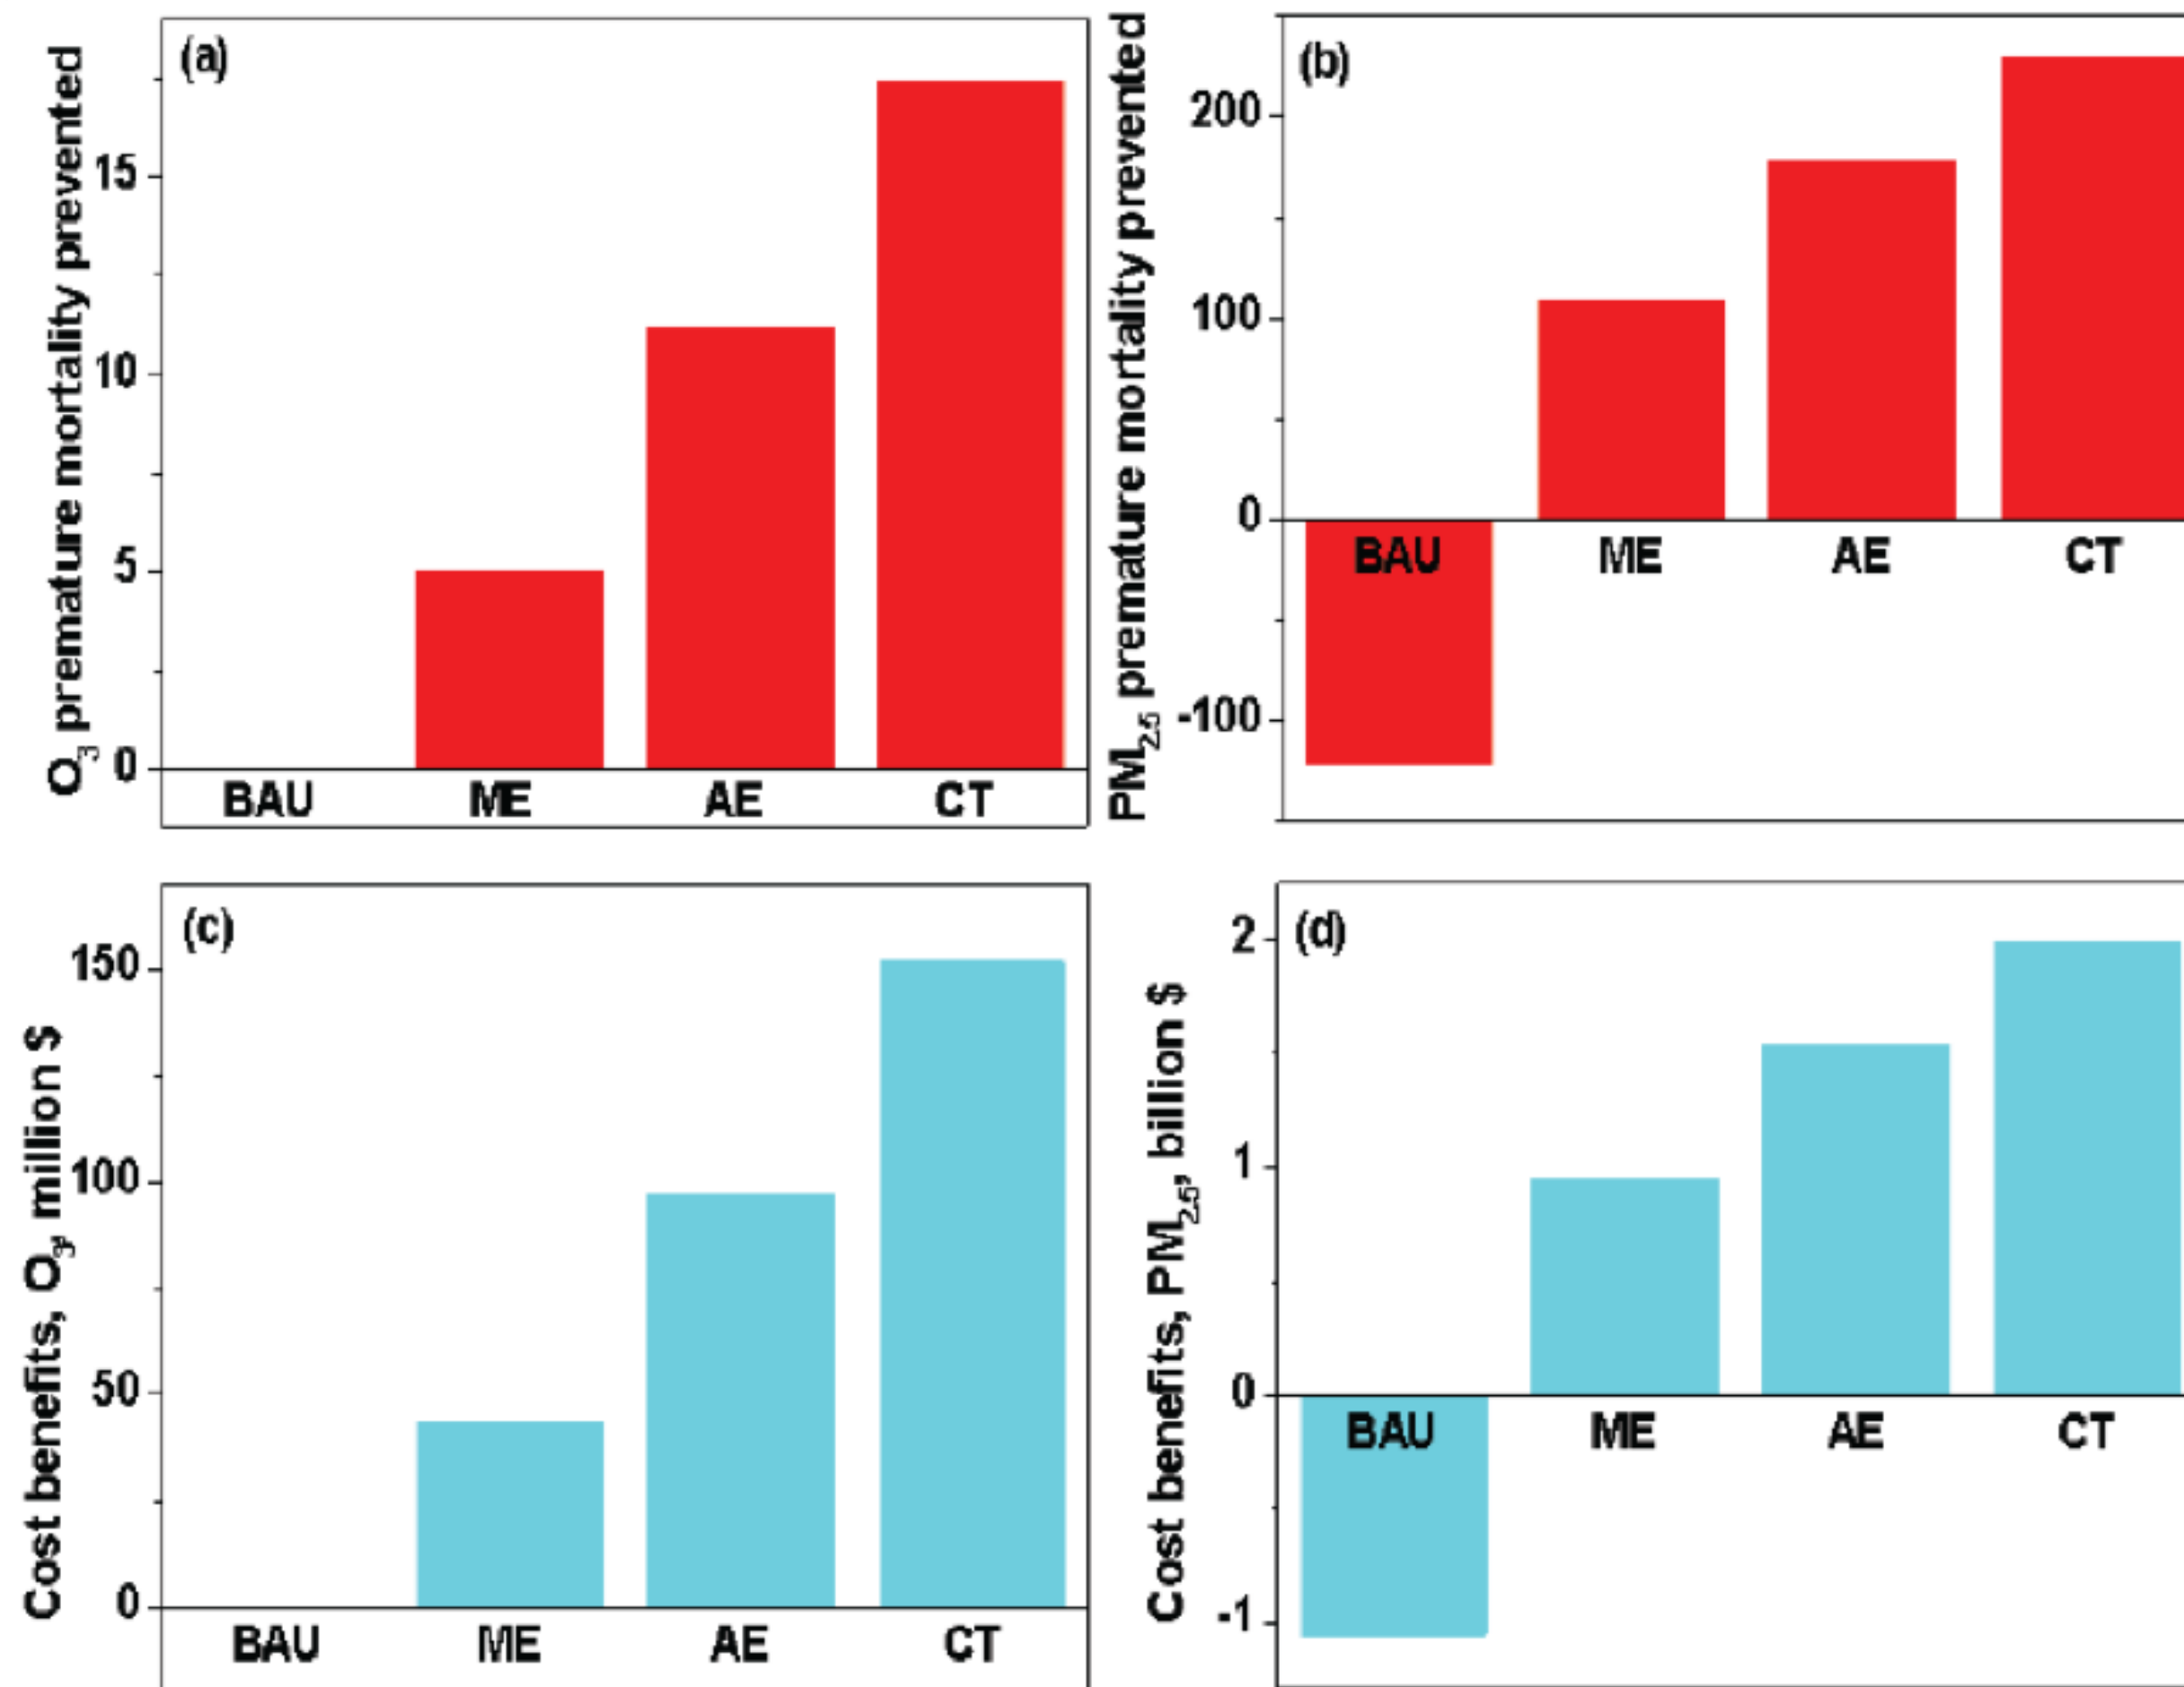 (a)
O3 premature mortality prevented
15
10
5
0
BAU ME AE CT
(b)
PM2.5 premature mortality prevented
200
100
0
-100
BAU ME AE CT
(c)
Cost benefits, O3, million $
150
100
50
0
BAU ME AE CT
(d)
Cost benefits, PM2.5, billion $
2
1
0
-1
BAU ME AE CT